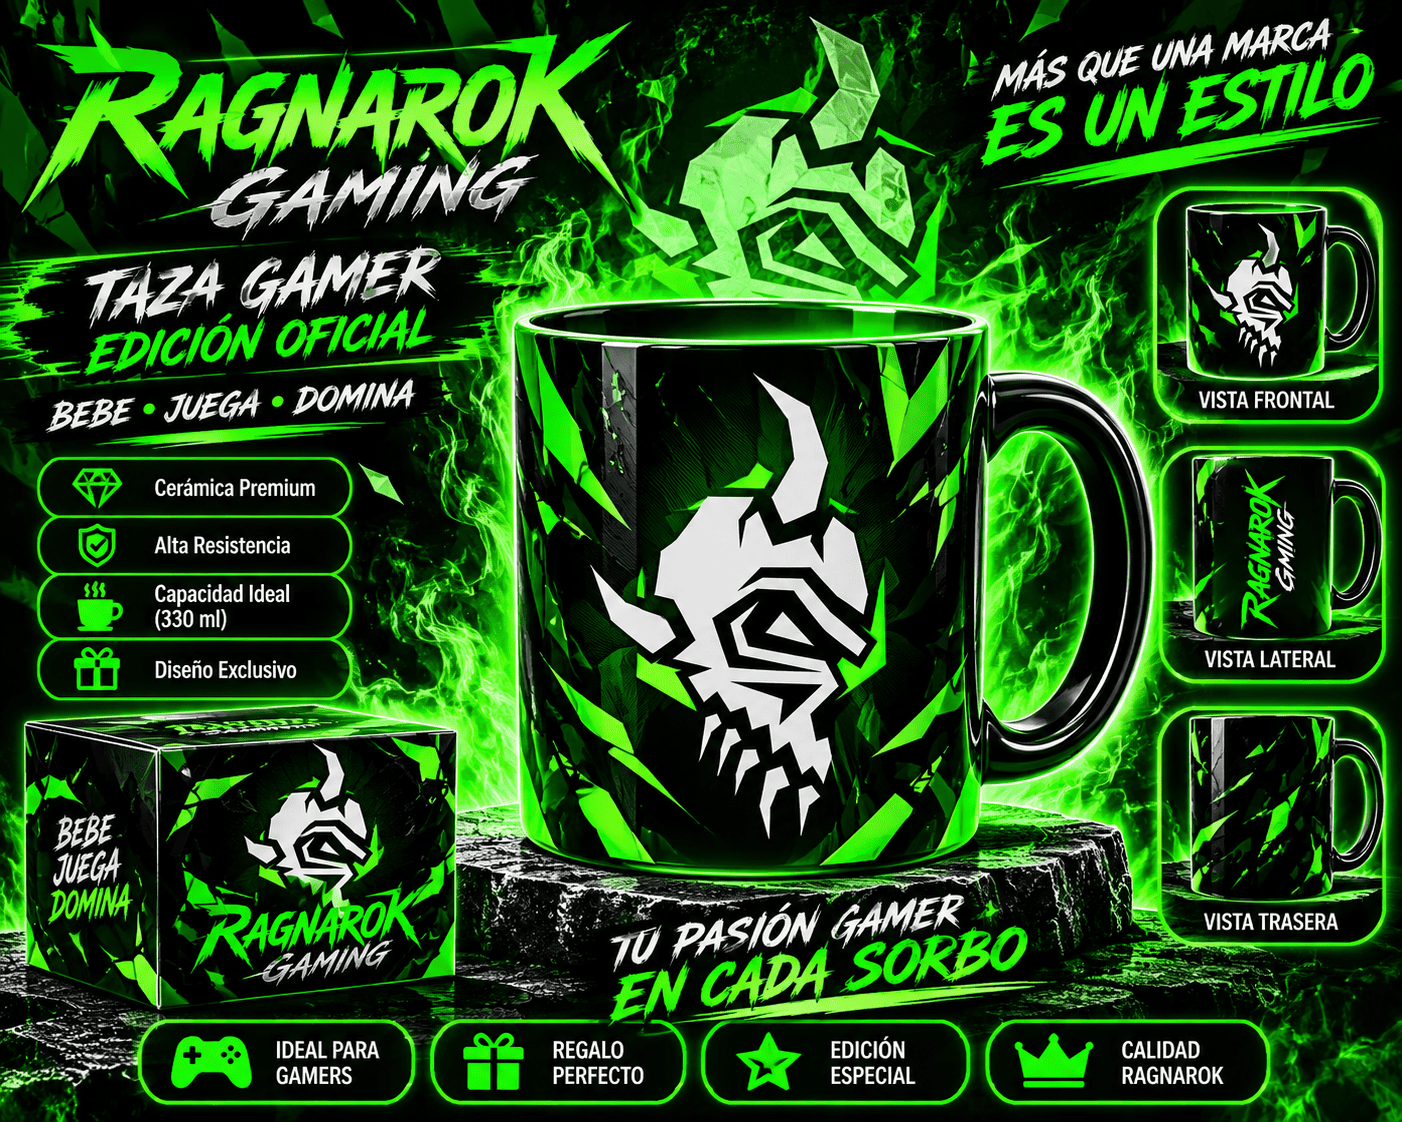 RAGNAROK
GAMING
MÁS QUE UNA MARCA
ES UN ESTILO
TAZA GAMER
EDICIÓN OFICIAL
BEBE • JUEGA • DOMINA
Cerámica Premium
Alta Resistencia
Capacidad Ideal
(330 ml)
Diseño Exclusivo
VISTA FRONTAL
RAGNAROK
GMING
VISTA LATERAL
VISTA TRASERA
BEBE
JUEGA
DOMINA
RAGNAROK
GAMING
TU PASIÓN GAMER
EN CADA SORBO
IDEAL PARA
GAMERS
REGALO
PERFECTO
EDICIÓN
ESPECIAL
CALIDAD
RAGNAROK